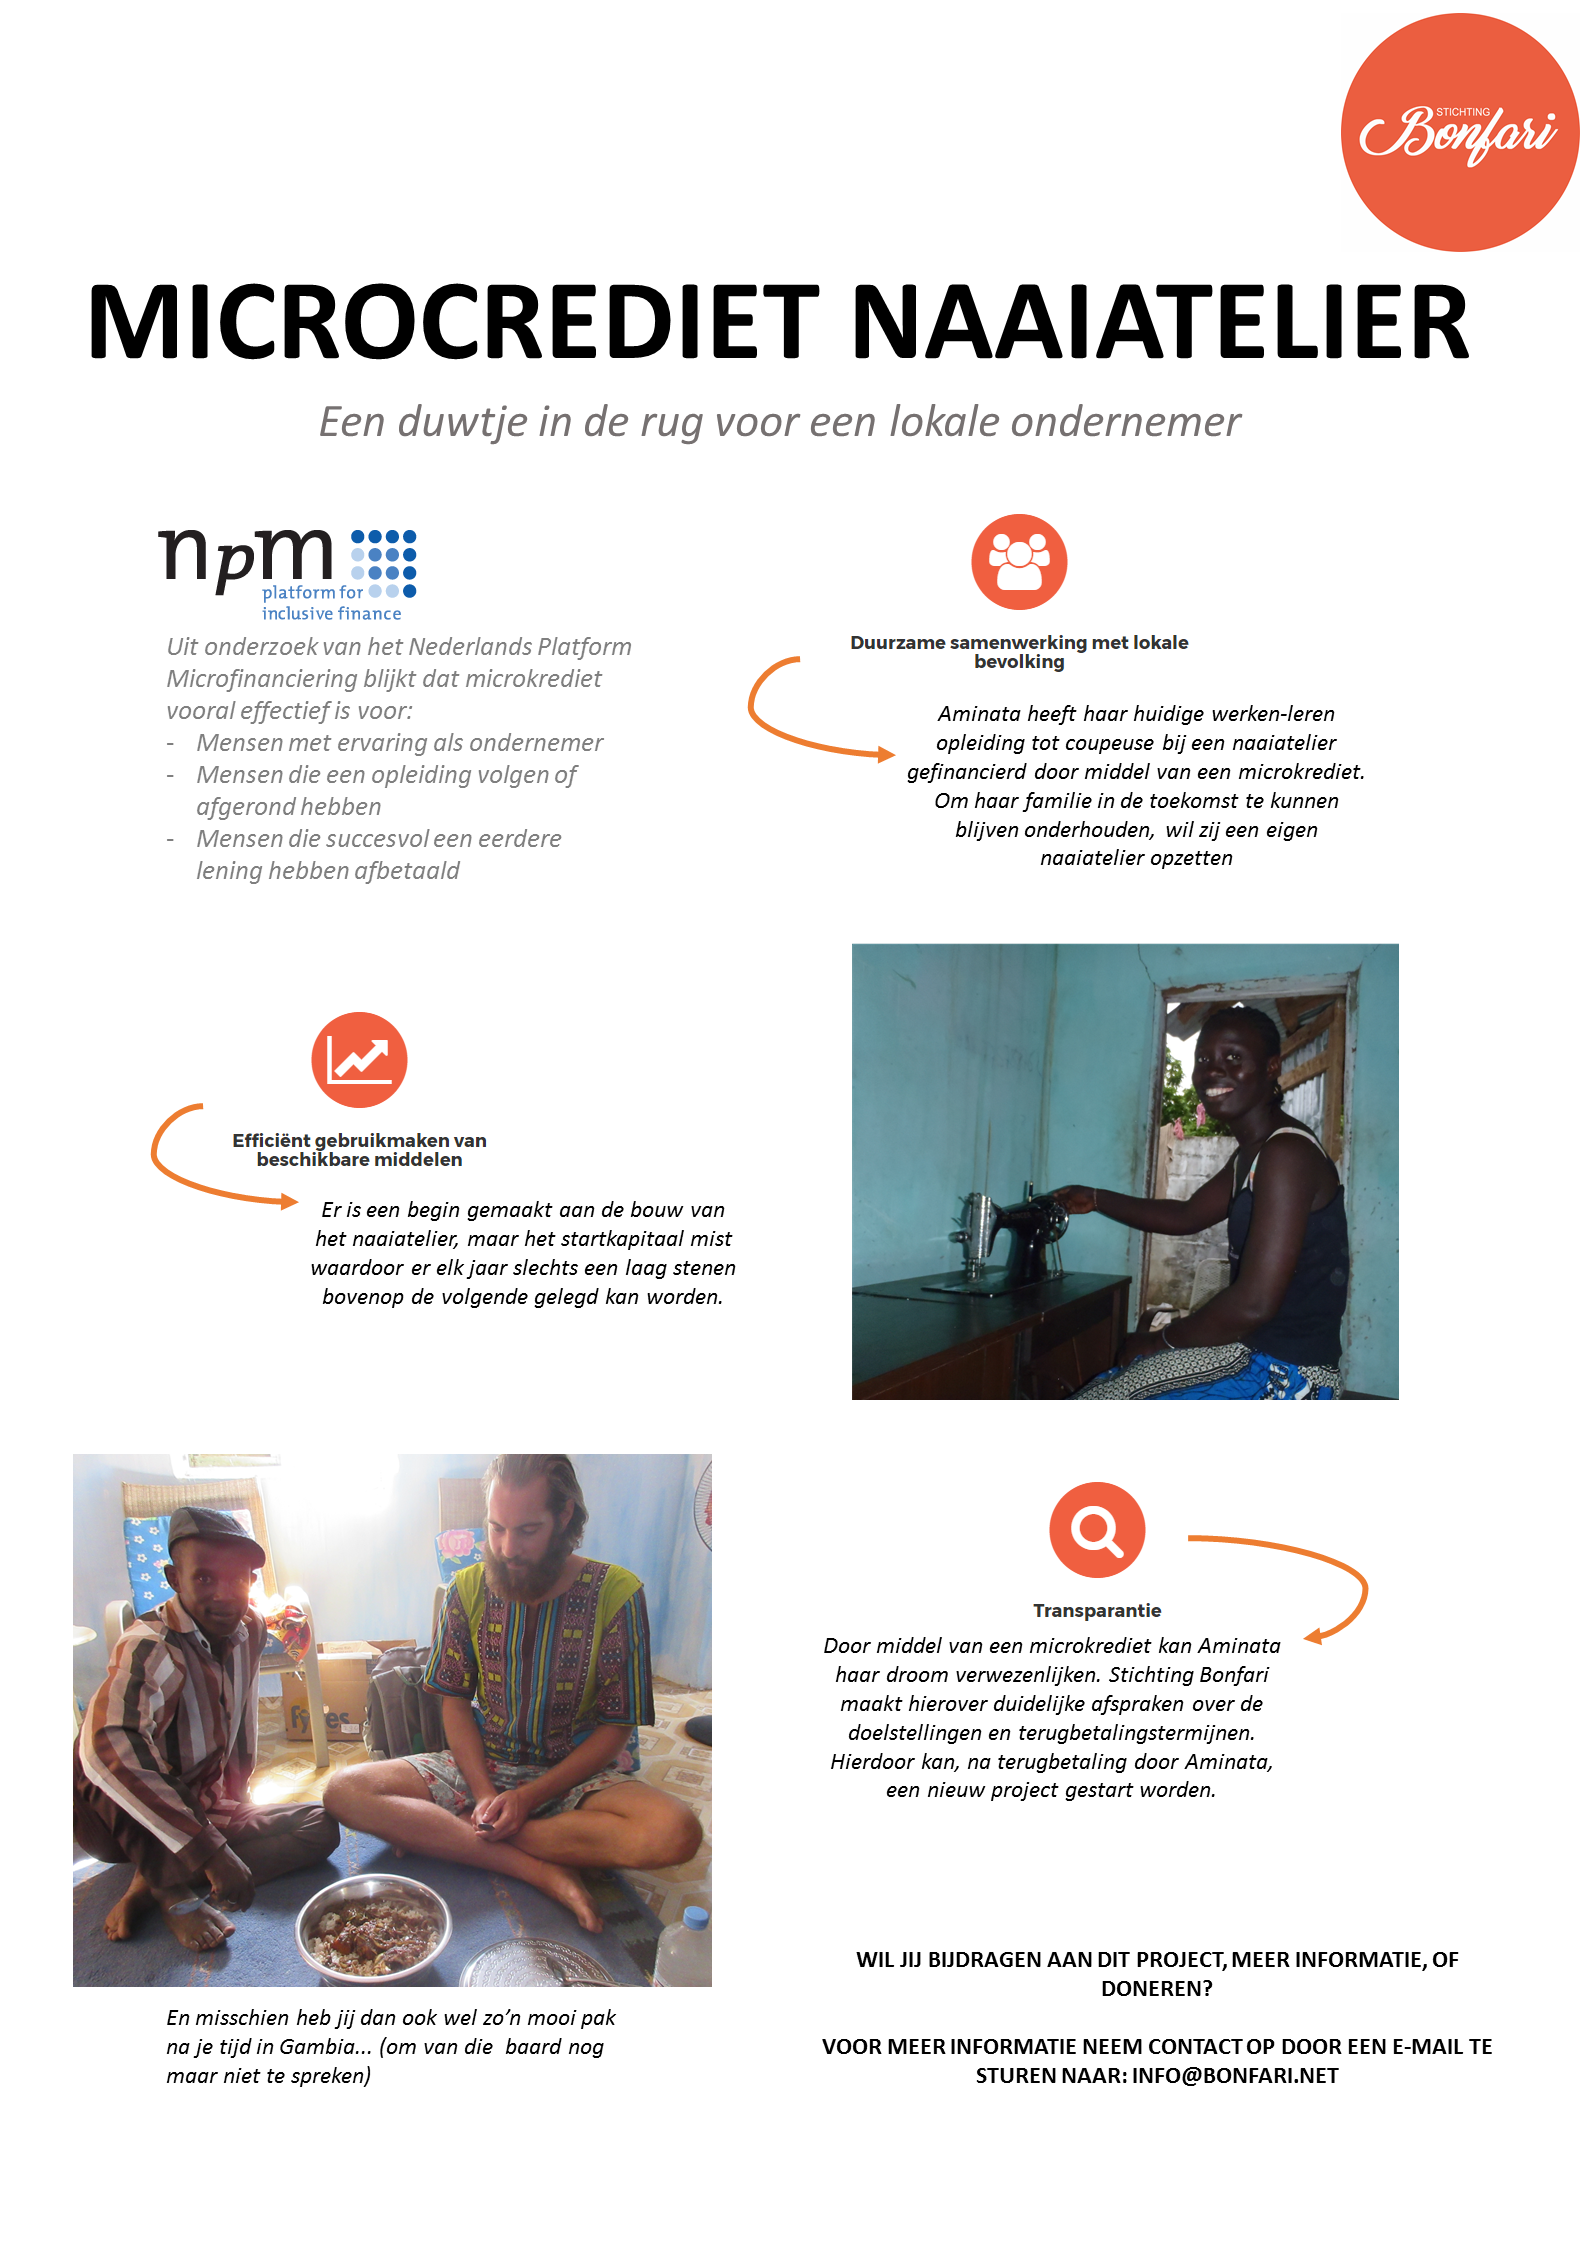 STICHTING
Bonfari
MICROCREDIET NAAIATELIER
Een duwtje in de rug voor een lokale ondernemer
npm
platform for
inclusive finance
Uit onderzoek van het Nederlands Platform
Microfinanciering blijkt dat microkrediet
vooral effectief is voor:
- Mensen met ervaring als ondernemer
- Mensen die een opleiding volgen of
afgerond hebben
- Mensen die succesvol een eerdere
lening hebben afbetaald
Duurzame samenwerking met lokale
bevolking
Aminata heeft haar huidige werken-leren
opleiding tot coupeuse bij een naaiatelier
gefinancierd door middel van een microkrediet.
Om haar familie in de toekomst te kunnen
blijven onderhouden, wil zij een eigen
naaiatelier opzetten
Efficiënt gebruikmaken van
beschikbare middelen
Er is een begin gemaakt aan de bouw van
het naaiatelier, maar het startkapitaal mist
waardoor er elk jaar slechts een laag stenen
bovenop de volgende gelegd kan worden.
Transparantie
Door middel van een microkrediet kan Aminata
haar droom verwezenlijken. Stichting Bonfari
maakt hierover duidelijke afspraken over de
doelstellingen en terugbetalingstermijnen.
Hierdoor kan, na terugbetaling door Aminata,
een nieuw project gestart worden.
En misschien heb jij dan ook wel zo’n mooi pak
na je tijd in Gambia... (om van die baard nog
maar niet te spreken)
WIL JIJ BIJDRAGEN AAN DIT PROJECT, MEER INFORMATIE, OF
DONEREN?
VOOR MEER INFORMATIE NEEM CONTACT OP DOOR EEN E-MAIL TE
STUREN NAAR: INFO@BONFARI.NET